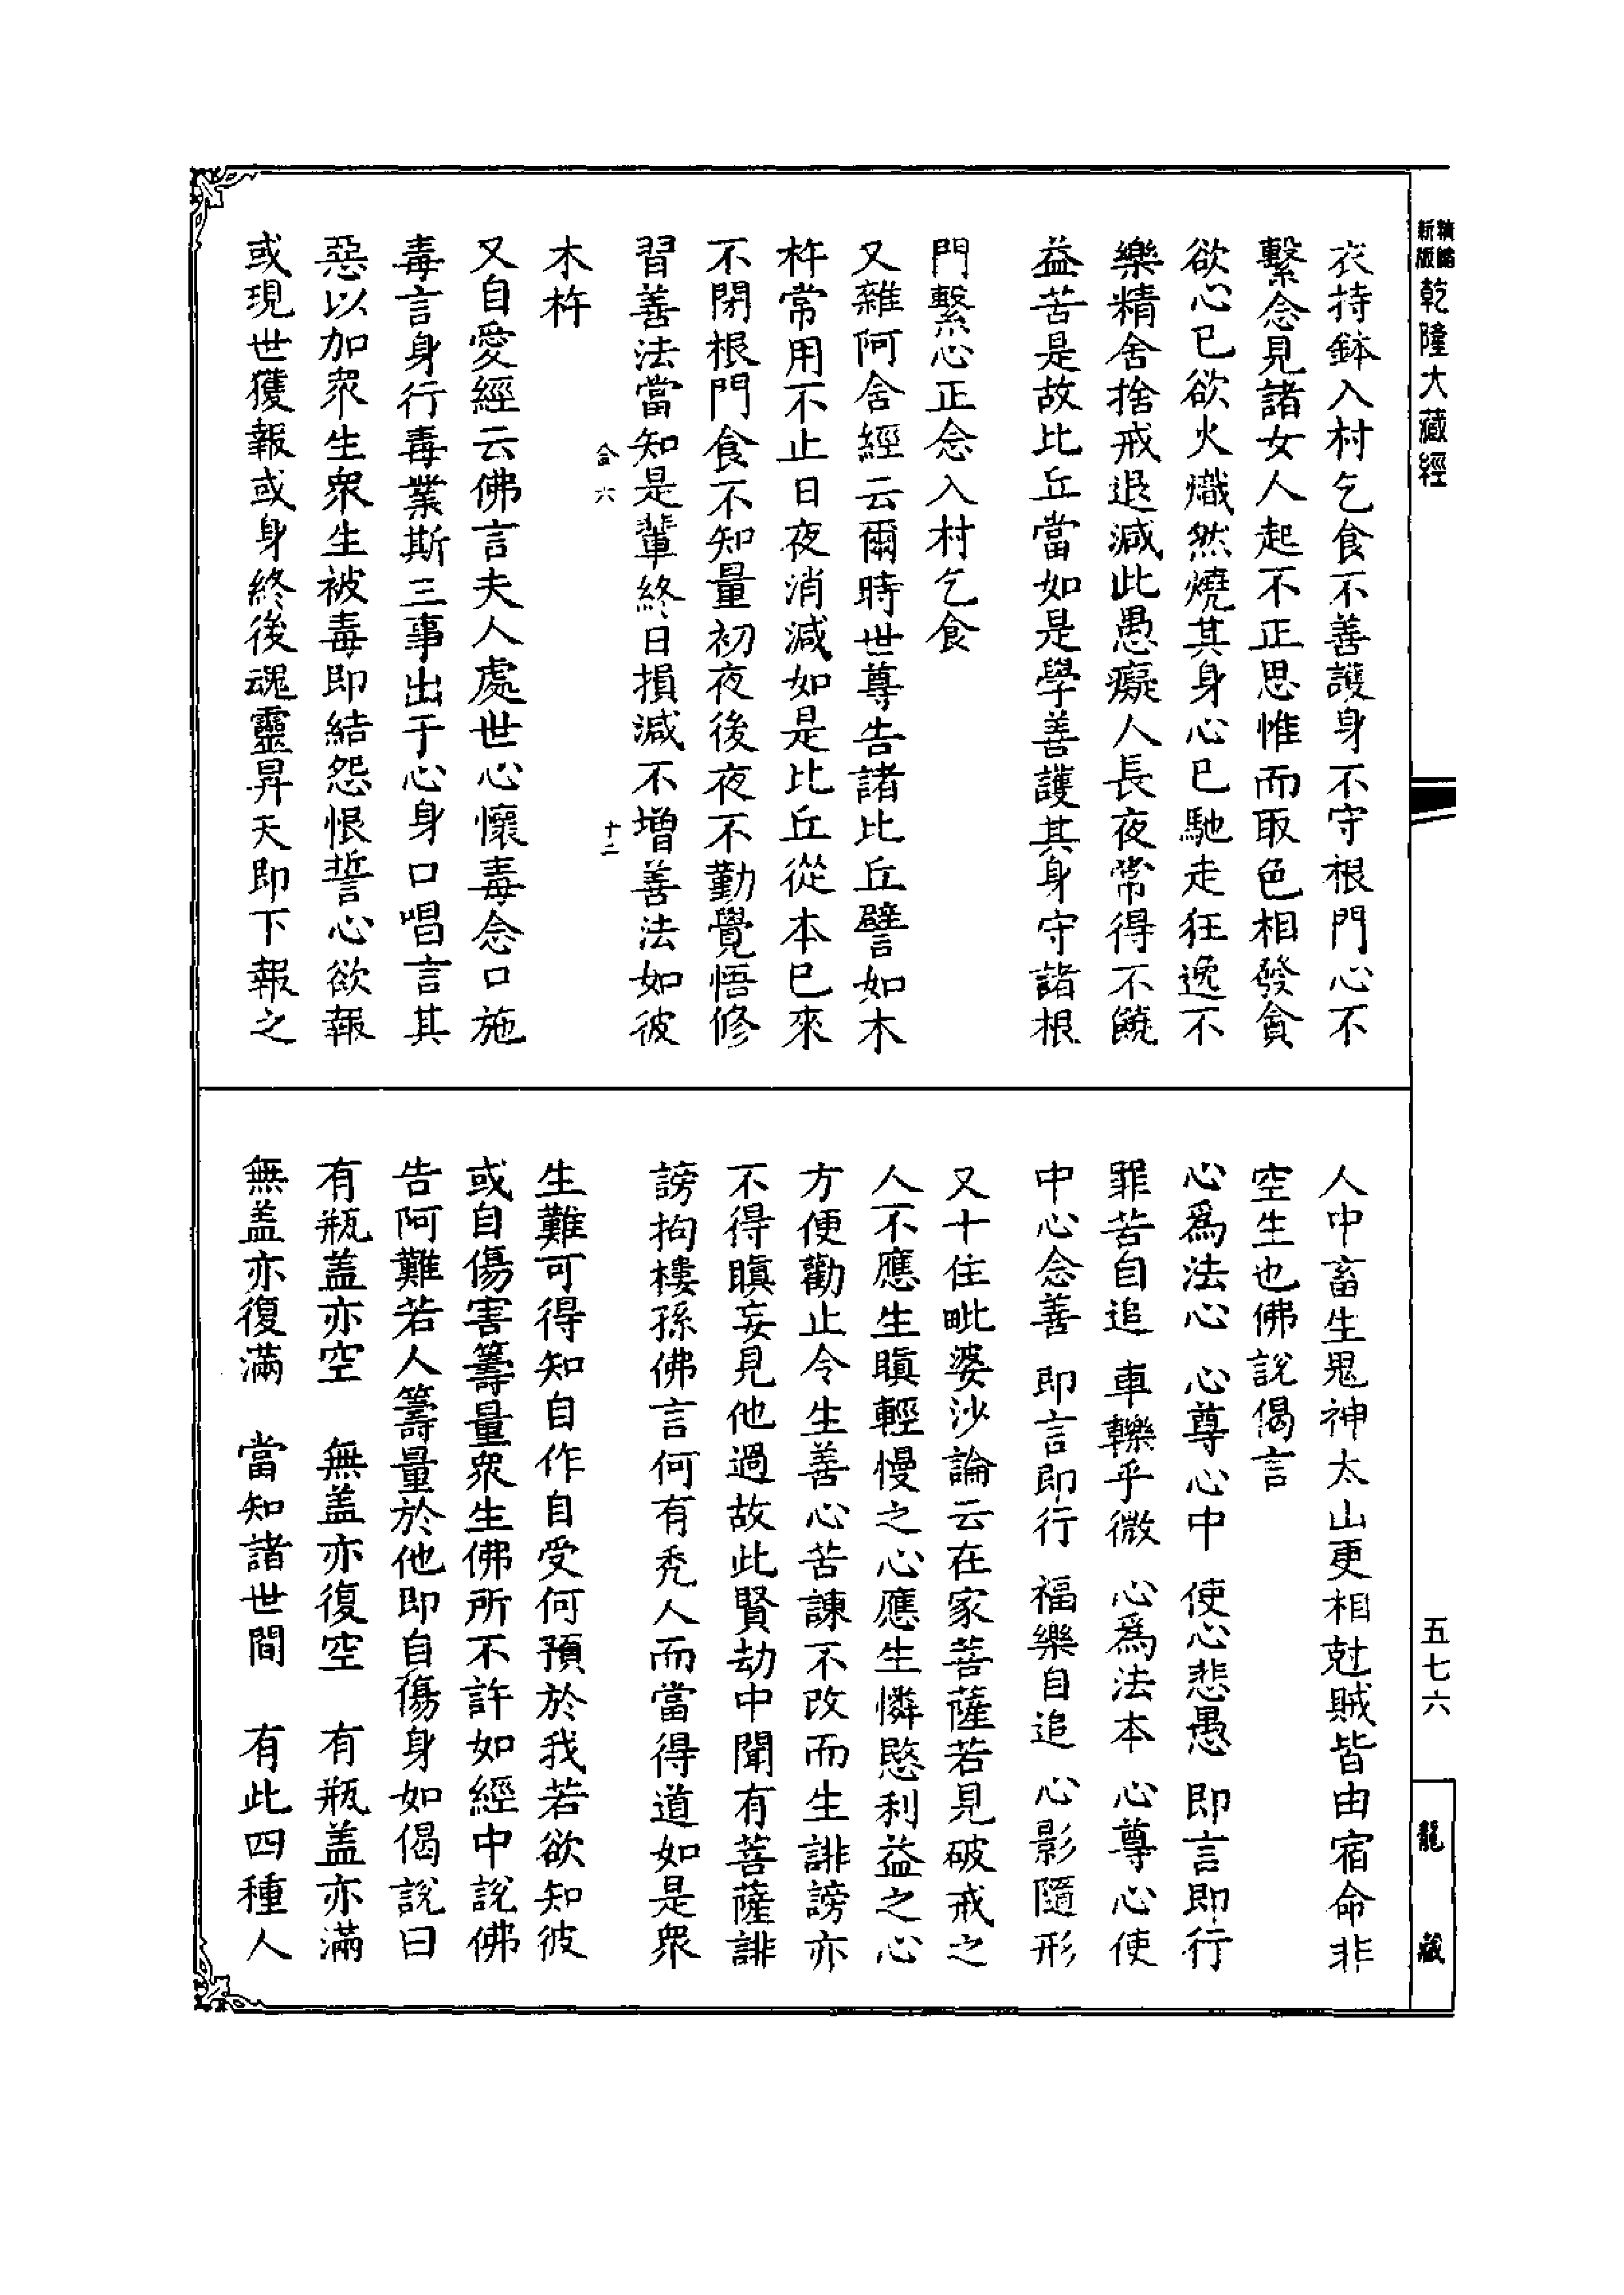 新版
乾隆大藏經
衣持鉢入村乞食不善護身不守根門心不
繫念見諸女人起不正思惟而取色相發貪
欲心已欲火熾然燒其身心已馳走狂逸不
樂精舍捨戒退減此愚癡人長夜常得不饒
益苦是故比丘當如是學善護其身守諸根
門繫心正念入村乞食
又雜阿含經云爾時世尊告諸比丘譬如木
杵常用不止日夜消減如是比丘從本已來
不閉根門食不知量初夜後夜不勤覺悟修
習善法當知是輩終日損減不增善法如彼
六
十二
木杵
又自愛經云佛言夫人處世心懷毒念口施
毒言身行毒業斯三事出于心身口唱言其
惡以加衆生衆生被毒即結怨恨誓心欲報
或現世獲報或身終後魂靈昇天即下報之
人中畜生鬼神太山更相尅賊皆由宿命非
空生也佛說偈言
心爲法心 心尊心中 使心悲愚 即言即行
罪苦自追 車轢乎微 心爲法本 心尊心使
中心念善 即言即行 福樂自追 心影隨形
又十住毗婆沙論云在家菩薩若見破戒之
人不應生瞋輕慢之心應生憐愍利益之心
方便勸止令生善心苦諫不改而生誹謗亦
不得瞋妄見他過故此賢劫中聞有菩薩誹
謗拘樓孫佛言何有禿人而當得道如是衆
生難可得知自作自受何預於我若欲知彼
或自傷害籌量衆生佛所不許如經中說佛
告阿難若人籌量於他即自傷身如偈說曰
有瓶盖亦空 無盖亦復空 有瓶盖亦滿
無盖亦復滿 當知諸世間 有此四種人
五七六
龍藏